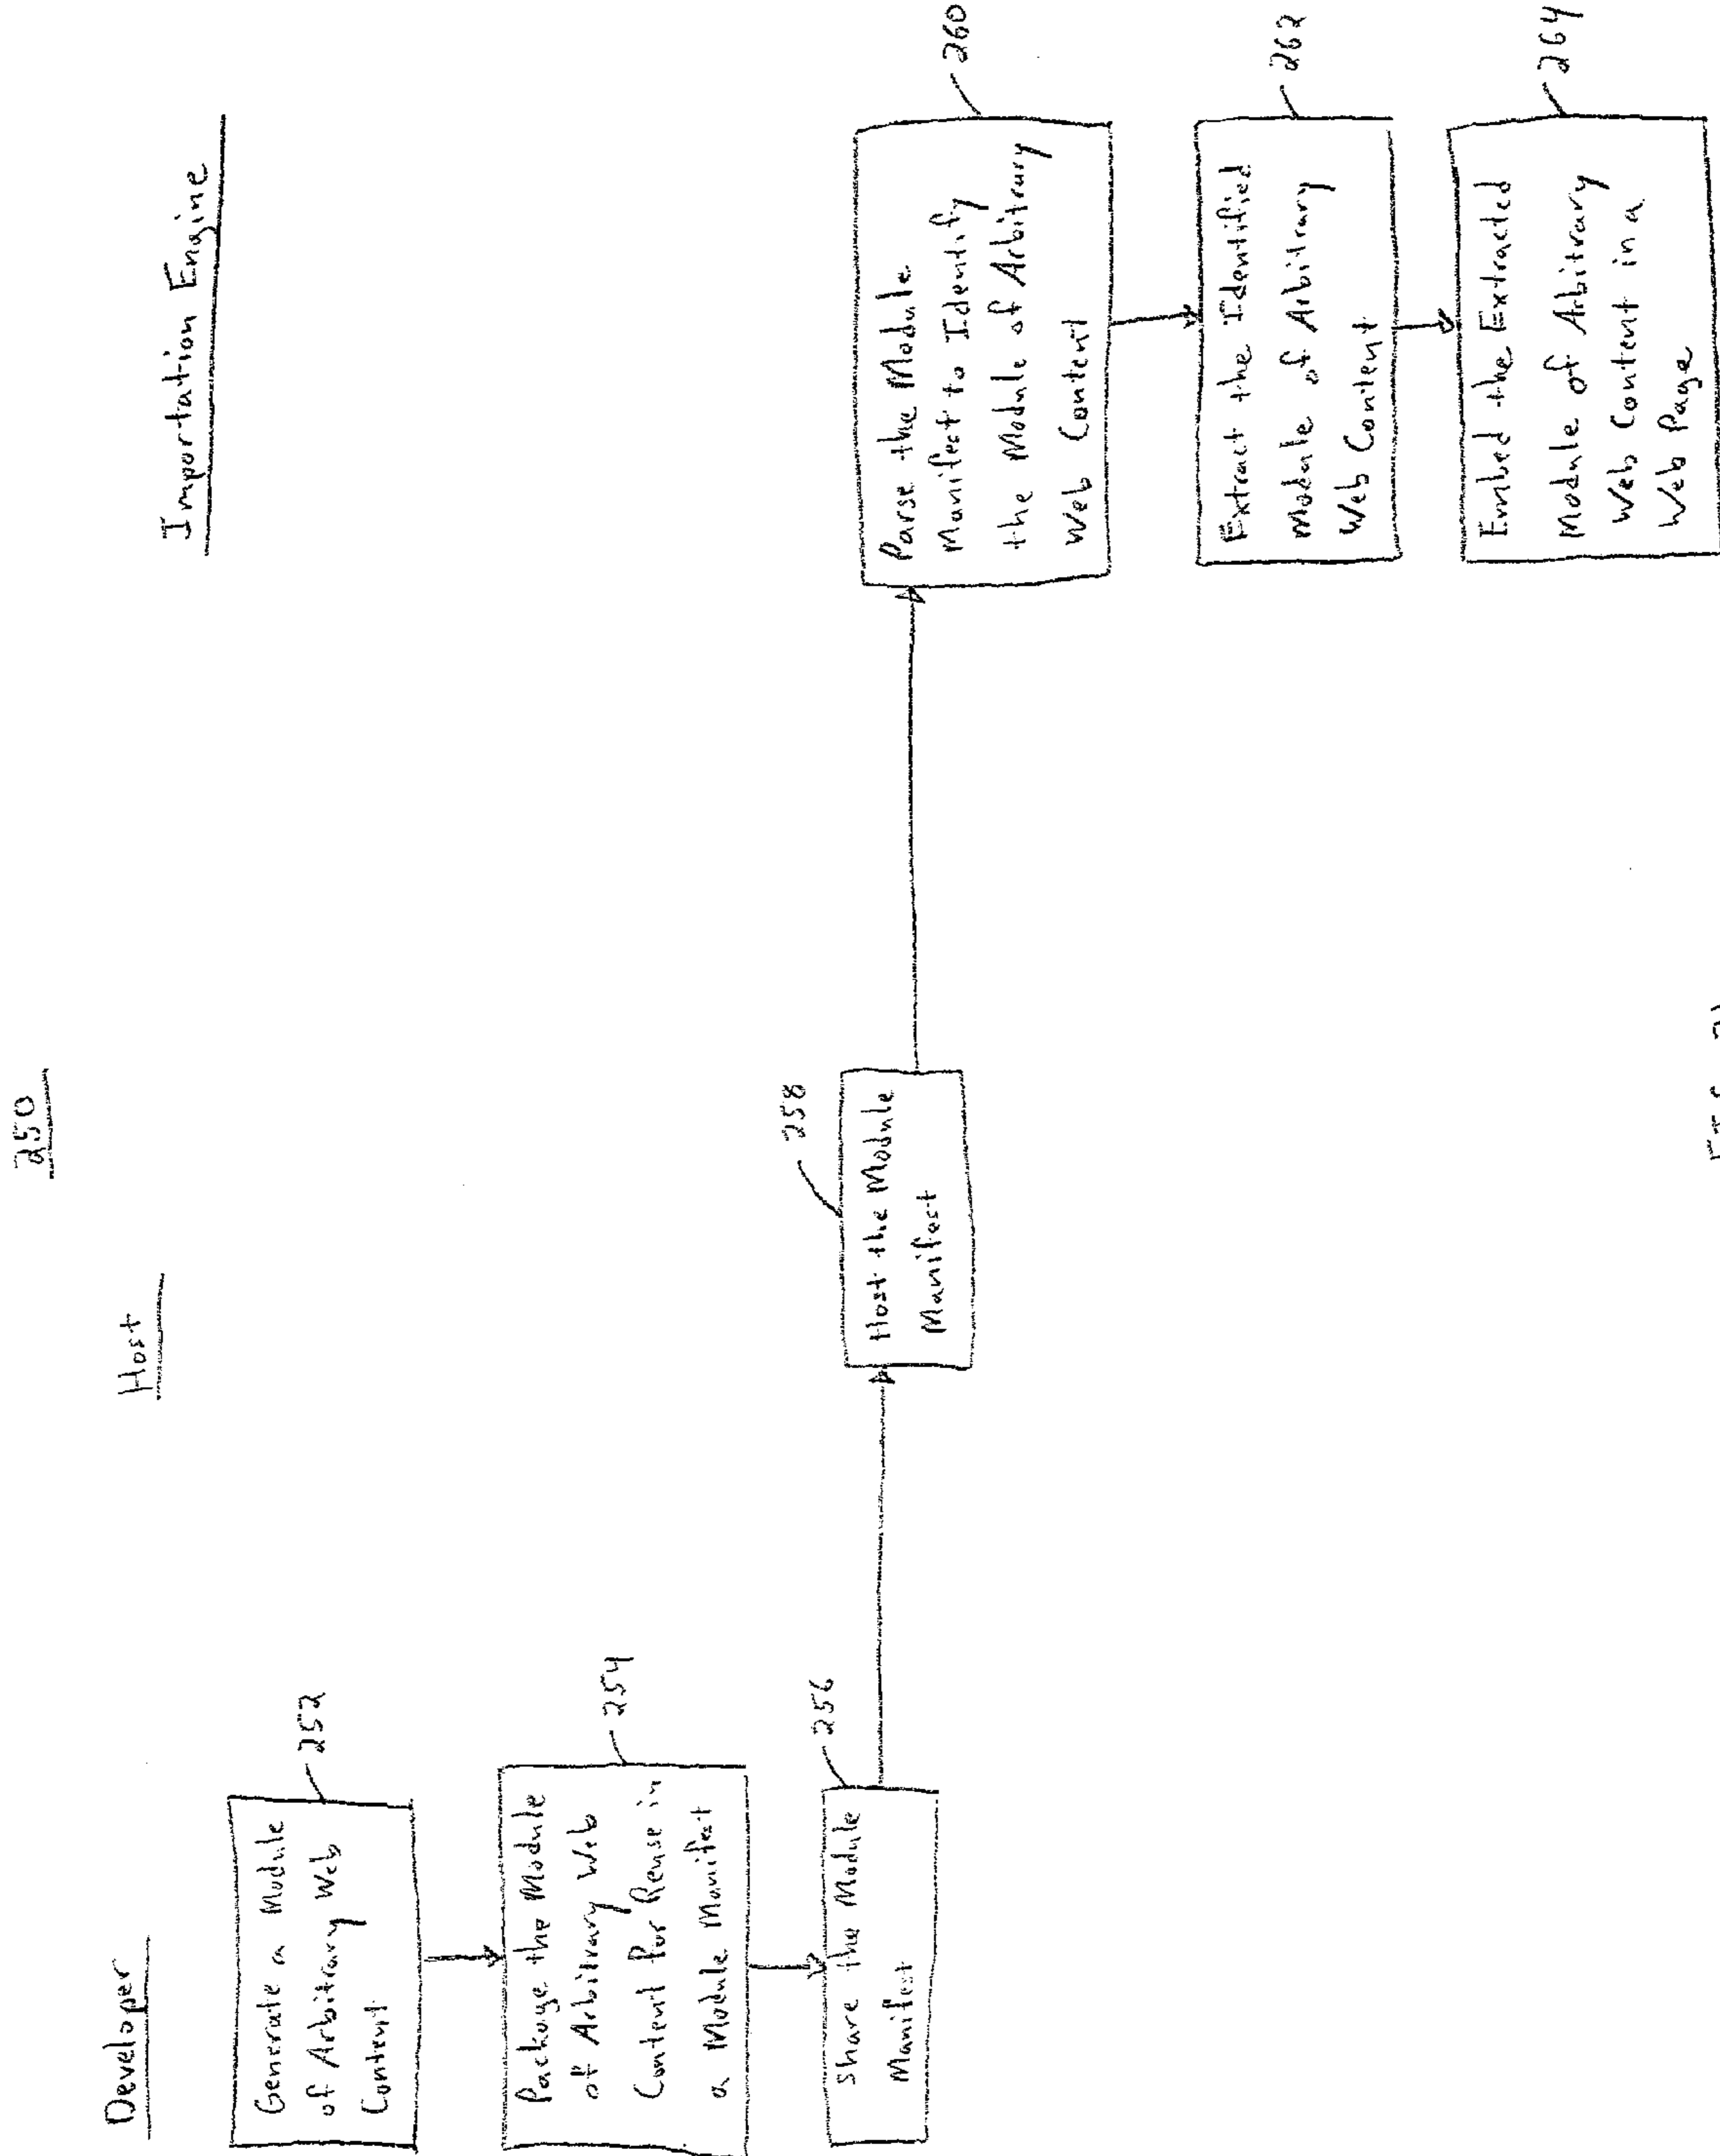 250
Developer
Host
Importation Engine
Generate a Module
of Arbitrary Web
Content
252
Package the Module
of Arbitrary Web
Content for Reuse in
a Module Manifest
254
Share the Module
Manifest
256
Host the Module
Manifest
258
Parse the Module
Manifest to Identify
the Module of Arbitrary
Web Content
260
Extract the Identified
Module of Arbitrary
Web Content
262
Embed the Extracted
Module of Arbitrary
Web Content in a
Web Page
264